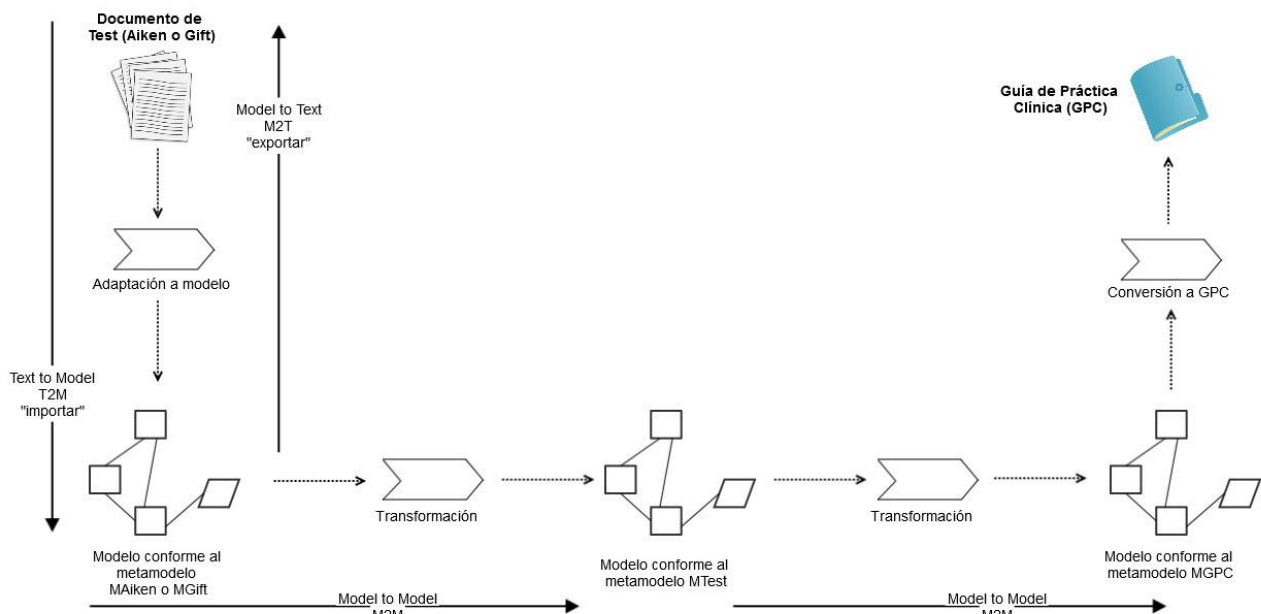 Documento de
Test (Aiken o Gift)
Model to Text
M2T
"exportar"
Guía de Práctica
Clínica (GPC)
Adaptación a modelo
Conversión a GPC
Text to Model
T2M
"importar"
Transformación
Transformación
Modelo conforme al
metamodelo
MAiken o MGift
Modelo conforme al
metamodelo MTest
Modelo conforme al
metamodelo MGPC
Model to Model
M2M
Model to Model
M2M